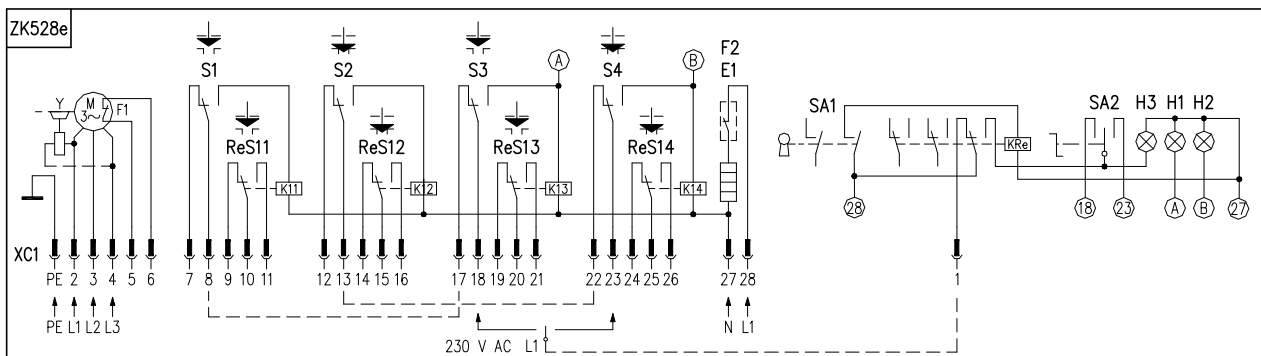 ZK528e
A B F2
S1 S2 S3 S4 E1
SA1 SA2 H3 H1 H2
Y M 3~ F1
ReS11 ReS12 ReS13 ReS14 KRe
K11 K12 K13 K14
28 18 23 A B 27
XC1
PE 2 3 4 5 6 7 8 9 10 11 12 13 14 15 16 17 18 19 20 21 22 23 24 25 26 27 28 1
PE L1 L2 L3 N L1
230 V AC L1